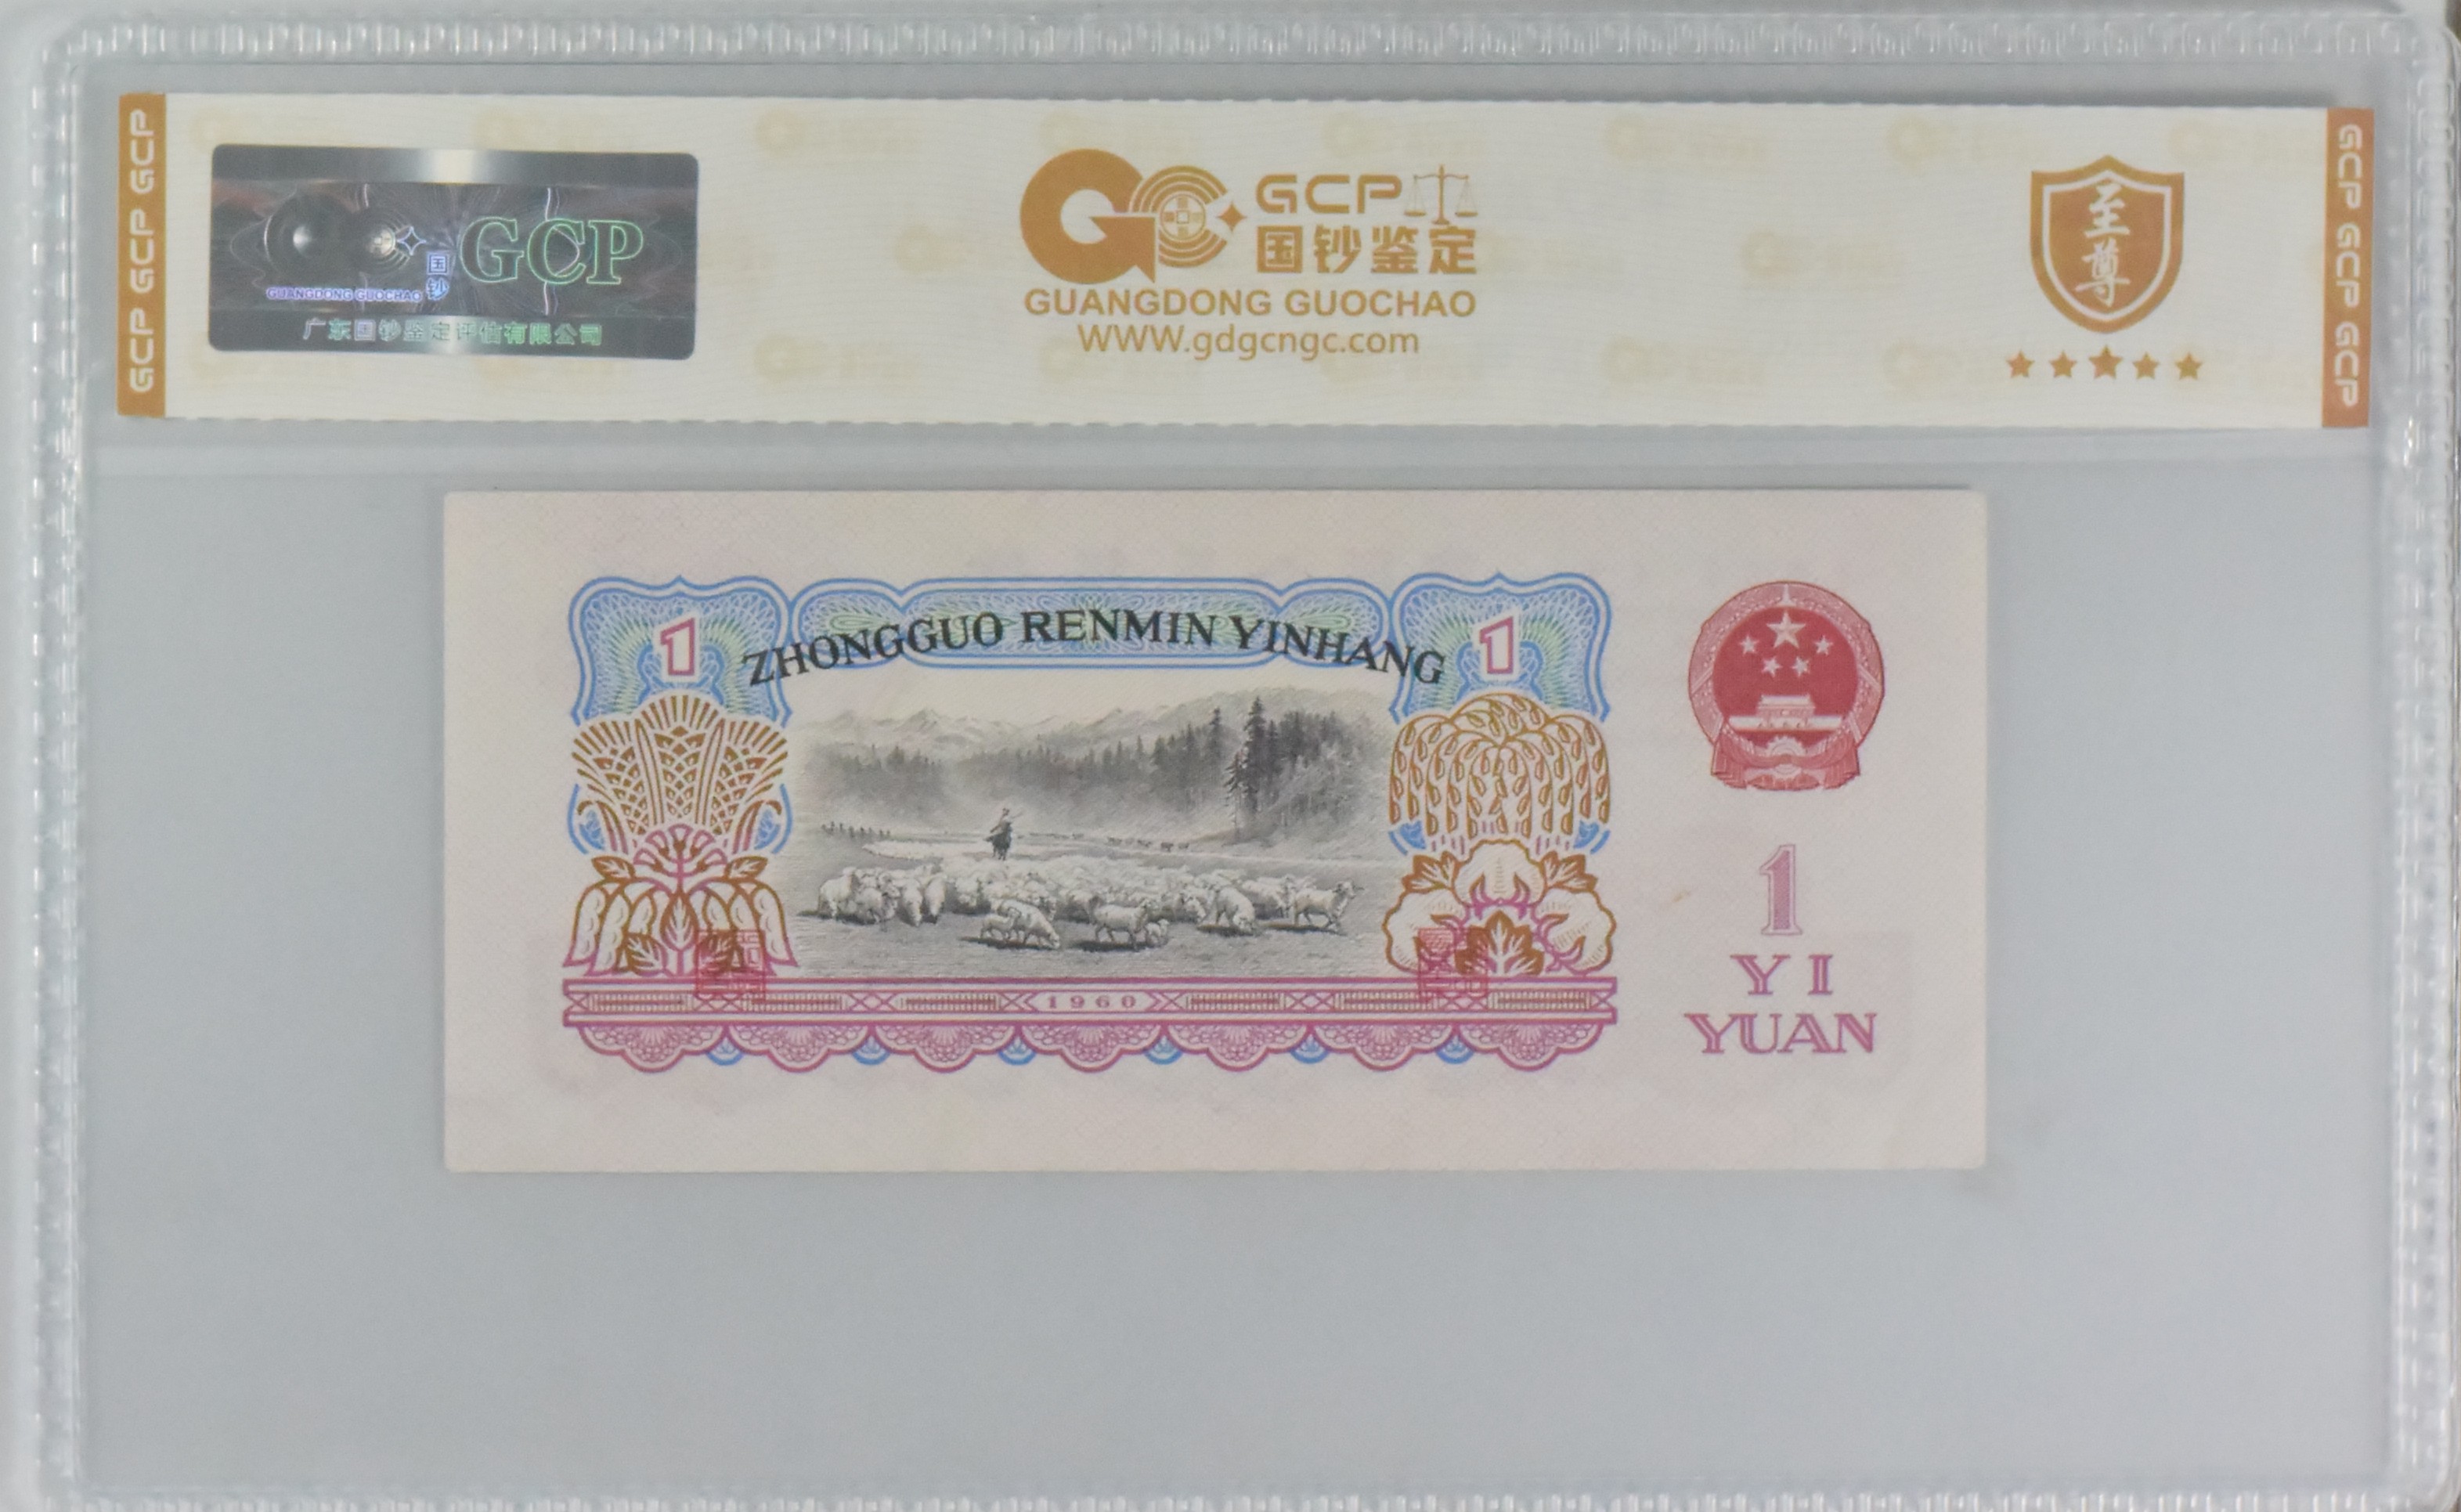 GCP GCP GCP
国钞
GCP
GUANGDONG GUOCHAO
广东国钞鉴定评估有限公司
GCP
国钞鉴定
GUANGDONG GUOCHAO
WWW.gdgcngc.com
至尊
GCP GCP GCP
1
ZHONGGUO RENMIN YINHANG
1
1960
1
YI
YUAN